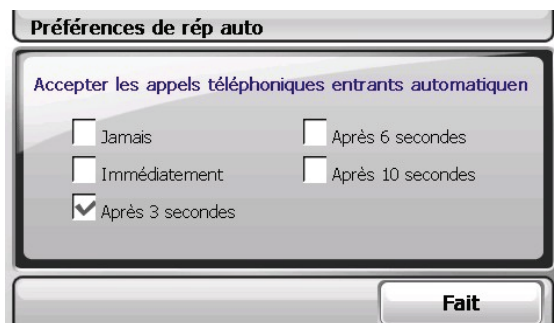 Préférences de rép auto
Accepter les appels téléphoniques entrants automatiquen
Jamais
Après 6 secondes
Immédiatement
Après 10 secondes
Après 3 secondes
Fait